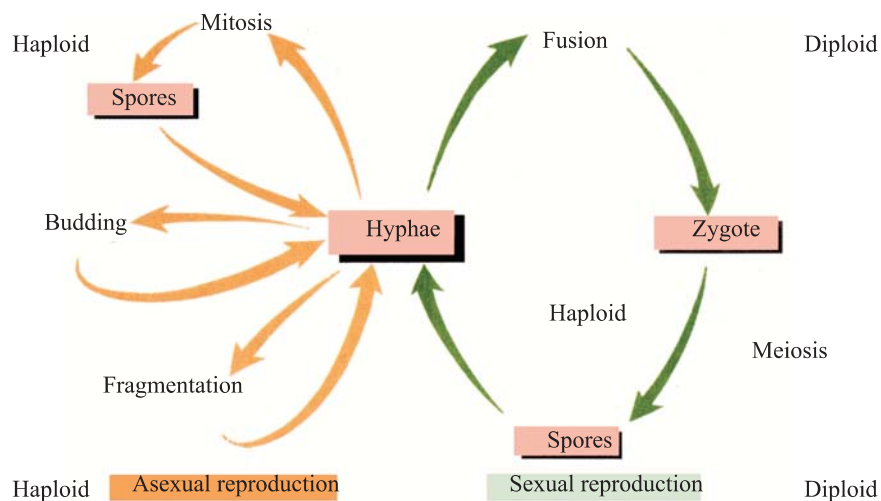 Mitosis
Haploid
Fusion
Diploid
Spores
Budding
Hyphae
Zygote
Haploid
Meiosis
Fragmentation
Spores
Haploid
Asexual reproduction
Sexual reproduction
Diploid